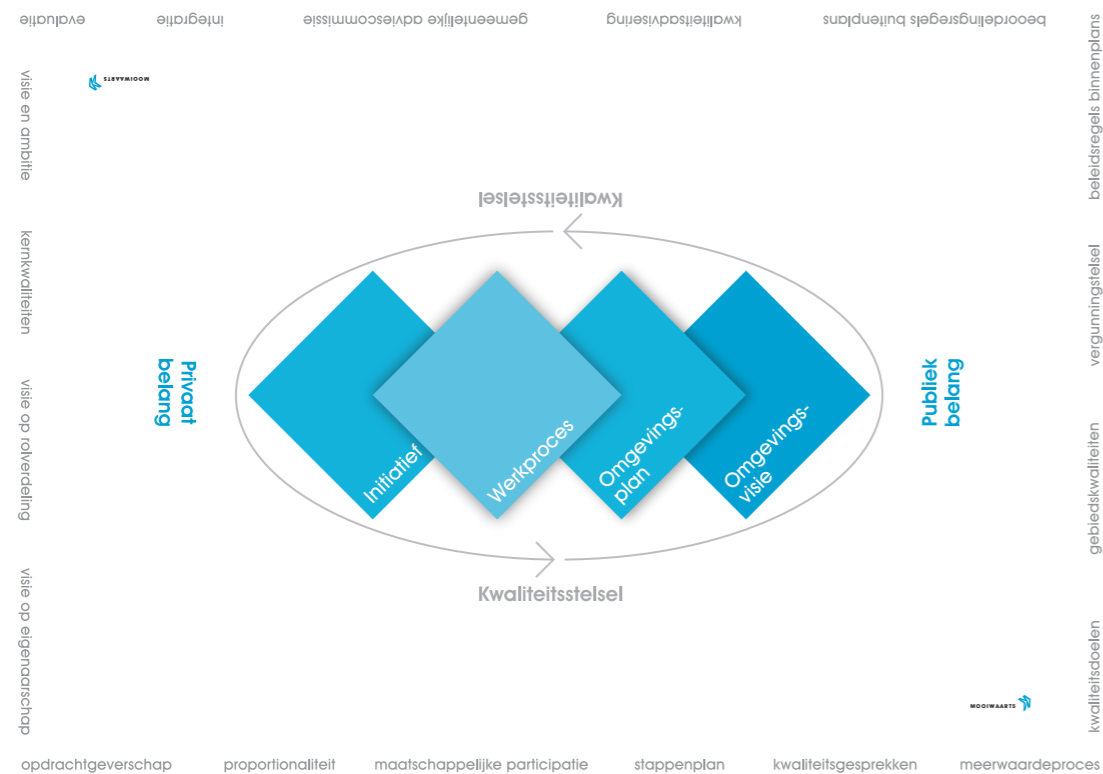 evaluatie
integratie
gemeentelijke adviescommissie
kwaliteitsadvisering
beoordelingsregels buitenplans
beleidsregels binnenplans
visie en ambitie
MOOIWAARTS
Kwaliteitsstelsel
kernkwaliteiten
vergunningstelsel
Privaat
belang
Publiek
belang
Initiatief
Werkproces
Omgevings-
plan
Omgevings-
visie
visie op rolverdeling
gebiedskwaliteiten
Kwaliteitsstelsel
visie op eigenaarschap
kwaliteitsdoelen
MOOIWAARTS
opdrachtgeverschap
proportionaliteit
maatschappelijke participatie
stappenplan
kwaliteitsgesprekken
meerwaardeproces